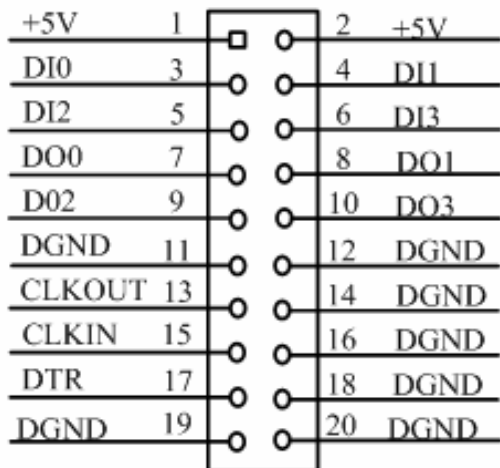 +5V 1 2 +5V
DI0 3 4 DI1
DI2 5 6 DI3
DO0 7 8 DO1
D02 9 10 DO3
DGND 11 12 DGND
CLKOUT 13 14 DGND
CLKIN 15 16 DGND
DTR 17 18 DGND
DGND 19 20 DGND